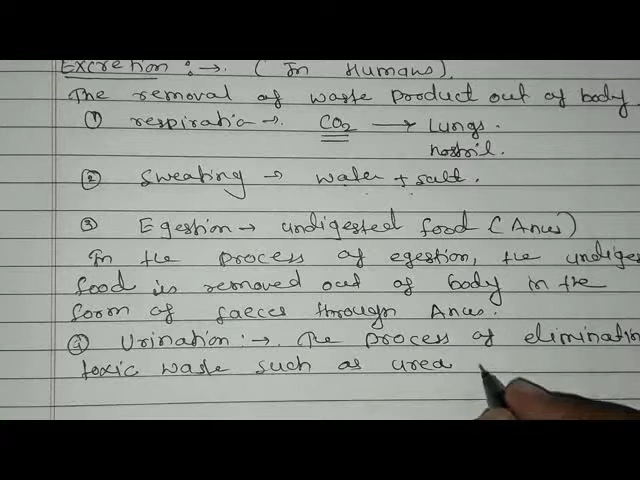 Excretion :→. (In Humans).
The removal of waste product out of body
① respiratio →. CO2 → Lungs.
nostril.
② Sweating → water + salt.
③ Egestion → undigested food (Anus)
In the process of egestion, the undiges
food is removed out of body in the
form of faeces through Anus.
④ Urination :→. The process of eliminatin
toxic waste such as urea